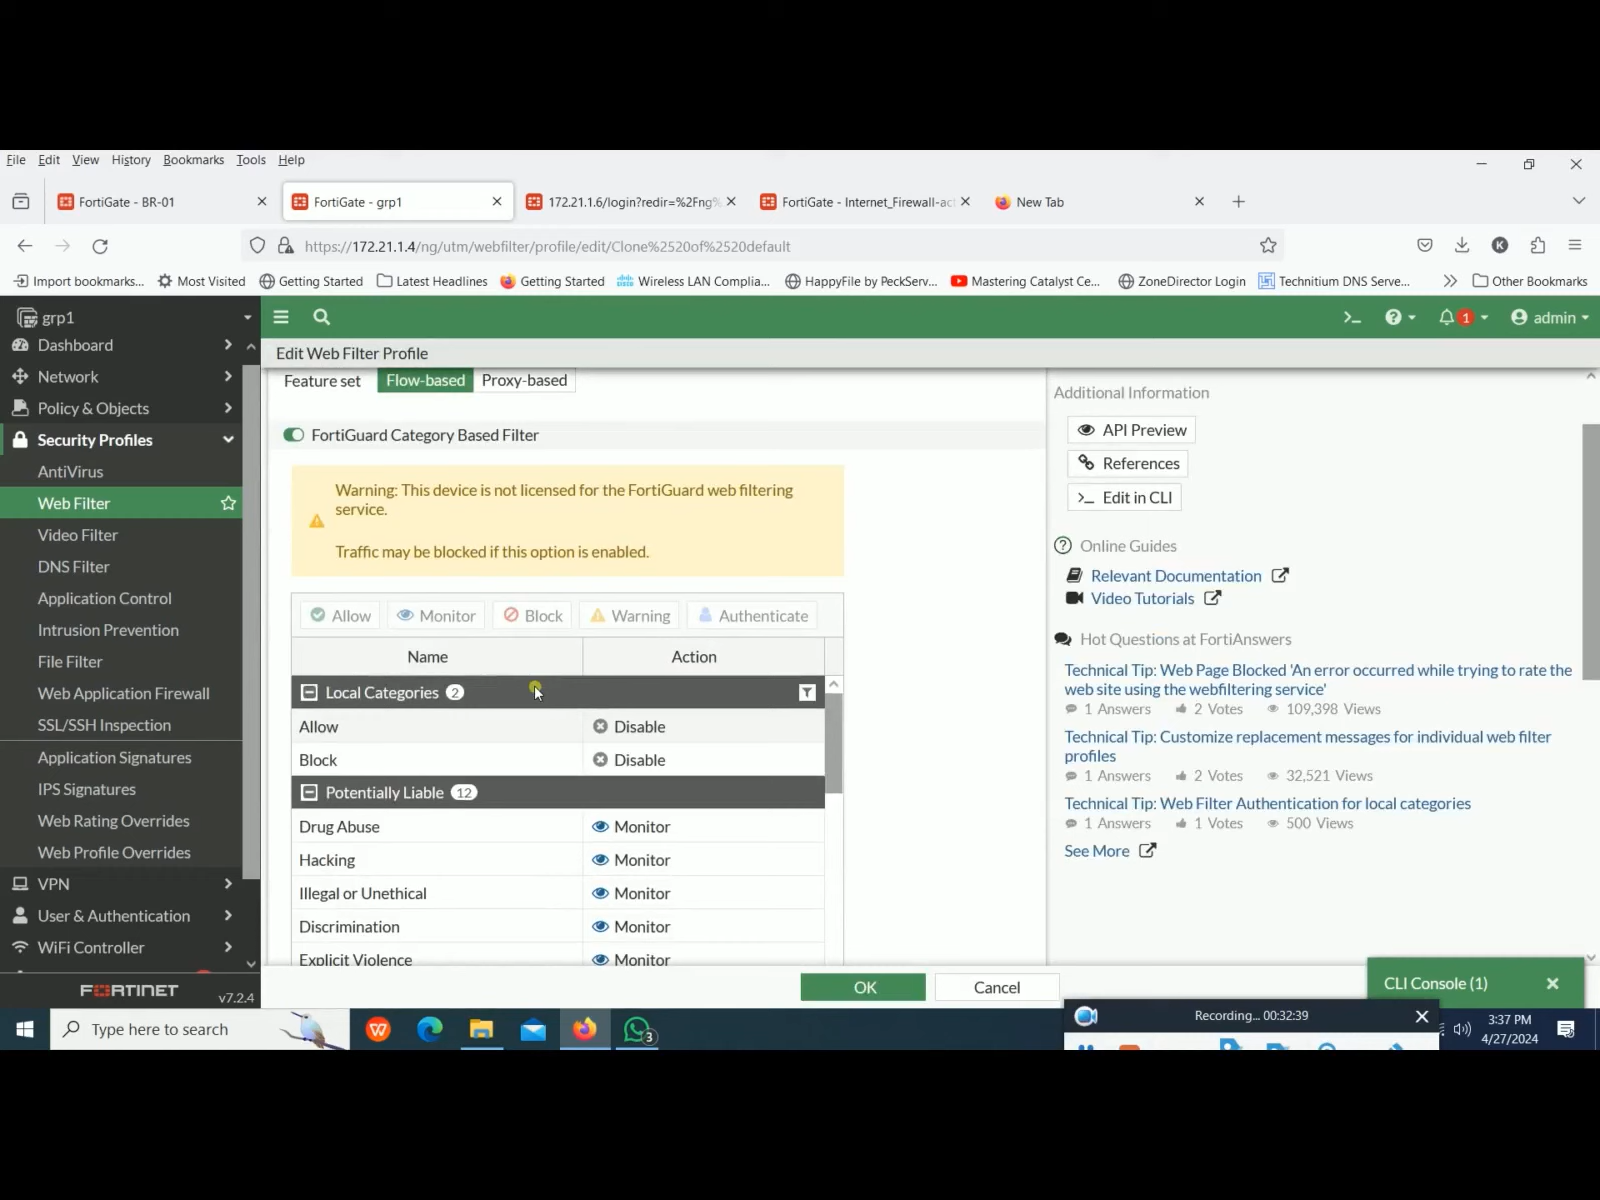 File Edit View History Bookmarks Tools Help
FortiGate - BR-01
FortiGate - grp1
172.21.1.6/login?redir=%2Fng%
FortiGate - Internet_Firewall-ac
New Tab
https://172.21.1.4/ng/utm/webfilter/profile/edit/Clone%2520of%2520default
K
Import bookmarks... Most Visited Getting Started Latest Headlines Getting Started Wireless LAN Complia... HappyFile by PeckServ... Mastering Catalyst Ce... ZoneDirector Login Technitium DNS Serve... Other Bookmarks
grp1
1
admin
Dashboard
Network
Policy & Objects
Security Profiles
AntiVirus
Web Filter
Video Filter
DNS Filter
Application Control
Intrusion Prevention
File Filter
Web Application Firewall
SSL/SSH Inspection
Application Signatures
IPS Signatures
Web Rating Overrides
Web Profile Overrides
VPN
User & Authentication
WiFi Controller
FORTINET
v7.2.4
Edit Web Filter Profile
Feature set Flow-based Proxy-based
FortiGuard Category Based Filter
Warning: This device is not licensed for the FortiGuard web filtering
service.
Traffic may be blocked if this option is enabled.
Allow Monitor Block Warning Authenticate
Name Action
Local Categories 2
Allow Disable
Block Disable
Potentially Liable 12
Drug Abuse Monitor
Hacking Monitor
Illegal or Unethical Monitor
Discrimination Monitor
Explicit Violence Monitor
OK Cancel
Additional Information
API Preview
References
Edit in CLI
Online Guides
Relevant Documentation
Video Tutorials
Hot Questions at FortiAnswers
Technical Tip: Web Page Blocked 'An error occurred while trying to rate the
web site using the webfiltering service'
1 Answers 2 Votes 109,398 Views
Technical Tip: Customize replacement messages for individual web filter
profiles
1 Answers 2 Votes 32,521 Views
Technical Tip: Web Filter Authentication for local categories
1 Answers 1 Votes 500 Views
See More
CLI Console (1)
Type here to search
W
3
Recording... 00:32:39
3:37 PM
4/27/2024